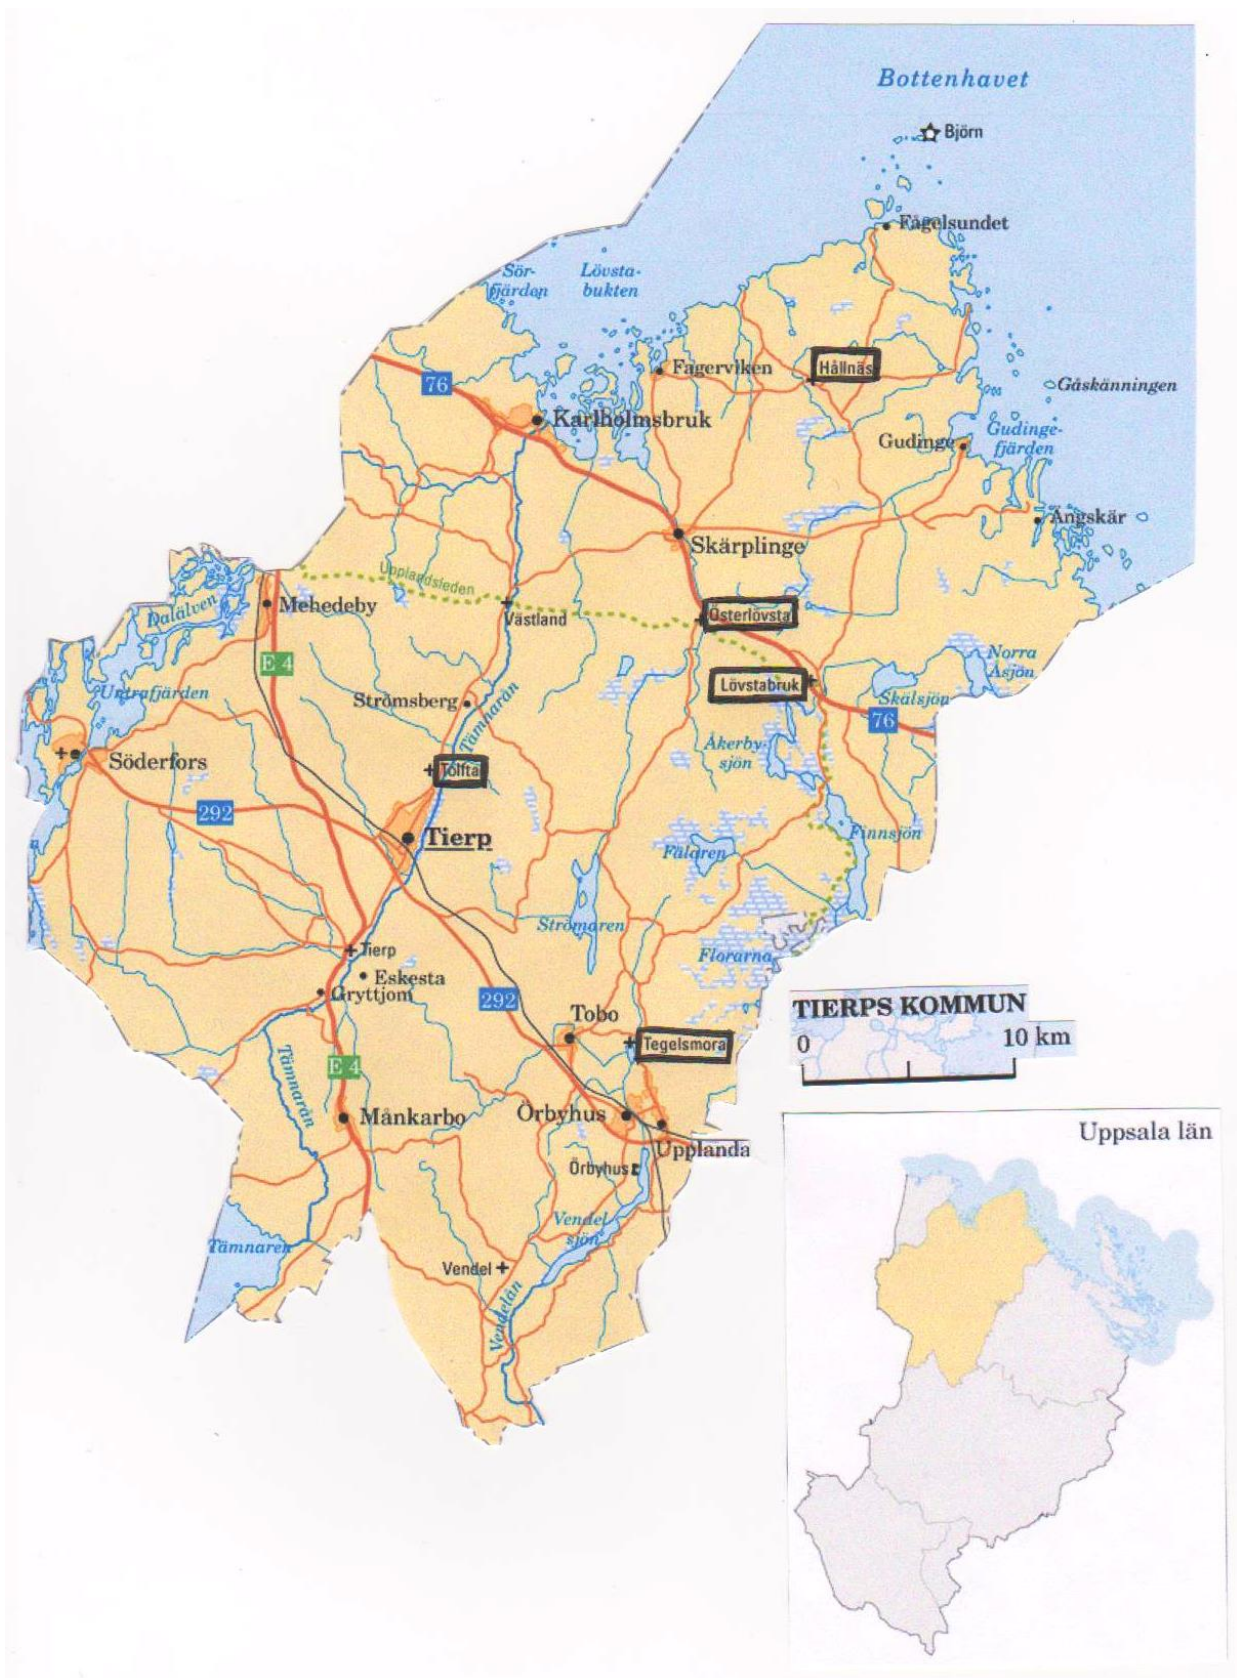 Bottenhavet
Björn
Fågelsundet
Sör-
fjärden
Lövsta-
bukten
Fagerviken
Hållnäs
76
Gåskänningen
Karlholmsbruk
Gudinge
Gudinge-
fjärden
Ängskär
Skärplinge
Upplandsleden
Dalälven
Mehedeby
Västland
Österlövsta
E 4
Norra
Åsjön
Untrafjärden
Strömsberg
Tämnarån
Lövstabruk
Skälsjön
76
Åkerby-
sjön
Söderfors
Tolfta
292
Tierp
Finnsjön
Fälaren
Strömaren
Tierp
Florarna
Eskesta
Gryttjom
292
TIERPS KOMMUN
Tobo
0
10 km
Tegelsmora
E 4
Tämnarån
Månkarbo
Örbyhus
Upplanda
Uppsala län
Örbyhus
Vendel
sjön
Tämnaren
Vendel
Vendelån